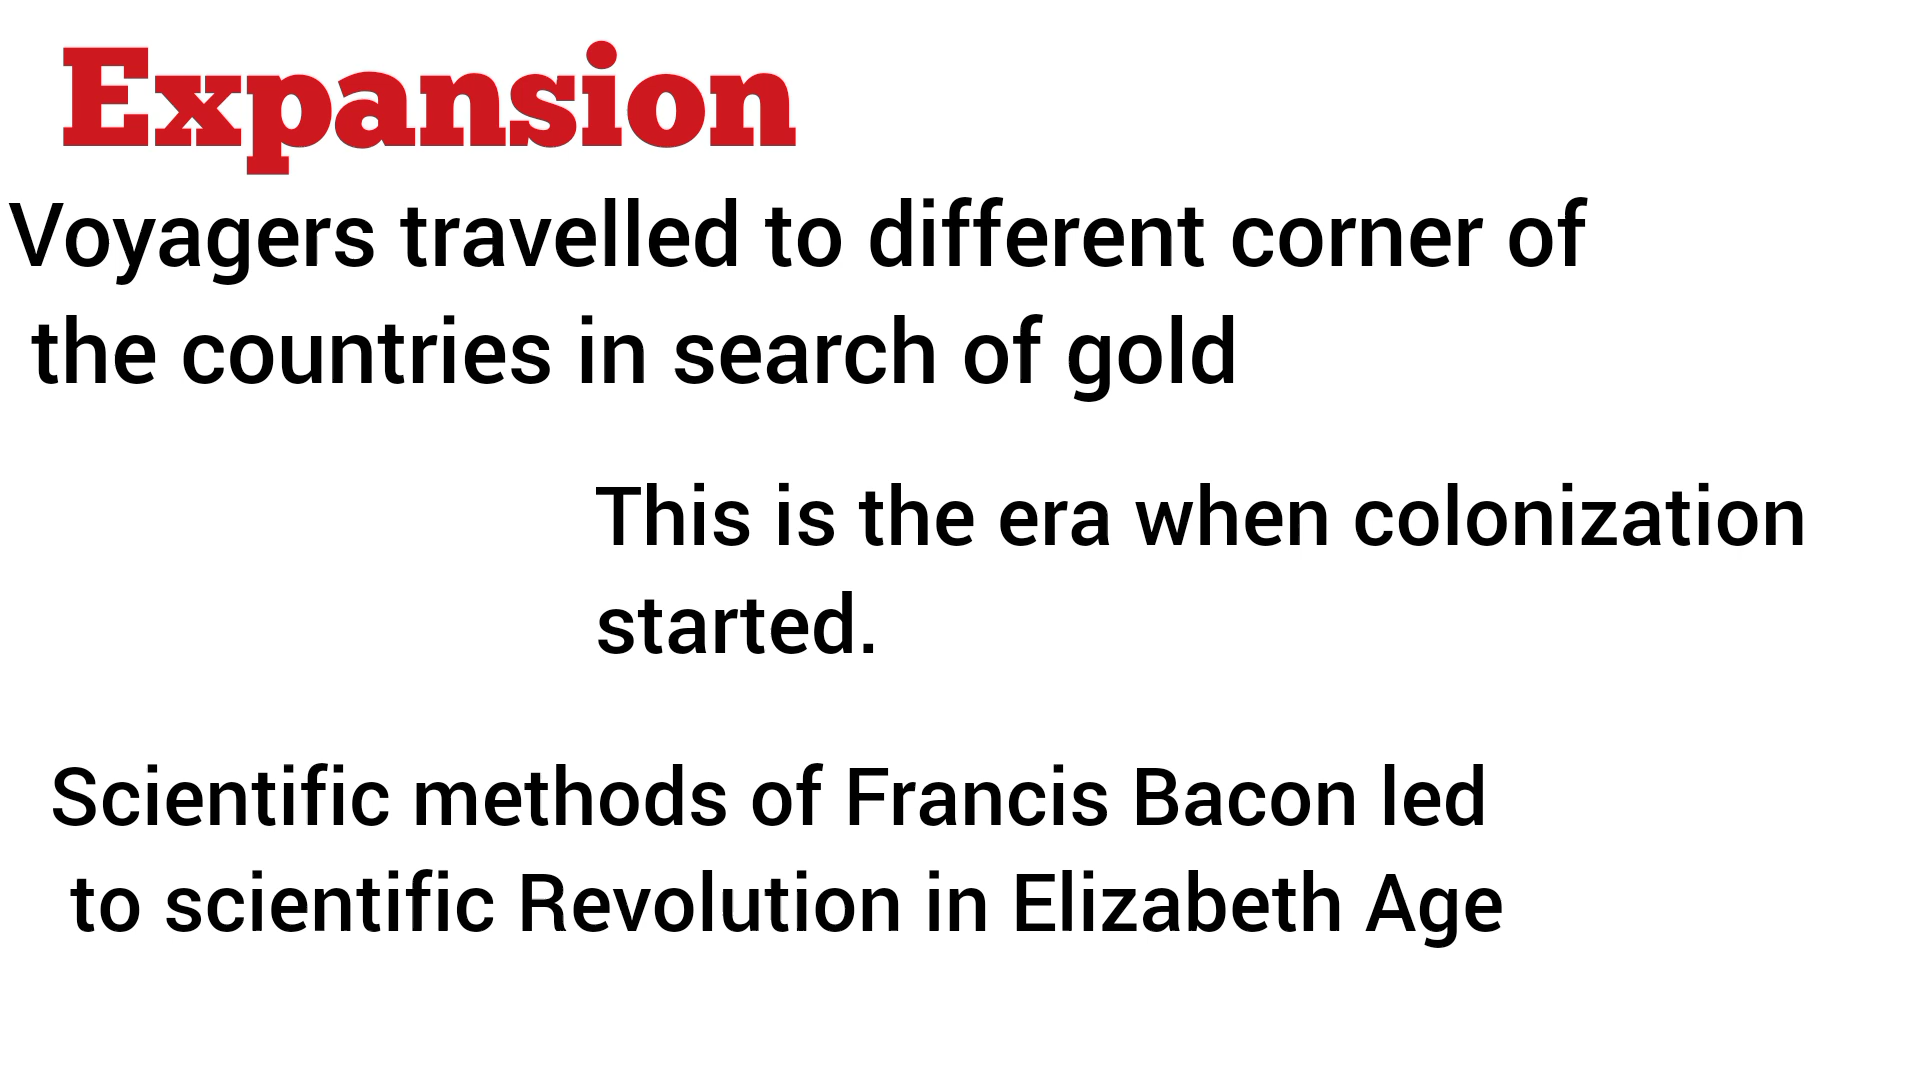 Expansion
Voyagers travelled to different corner of
the countries in search of gold
This is the era when colonization
started.
Scientific methods of Francis Bacon led
to scientific Revolution in Elizabeth Age